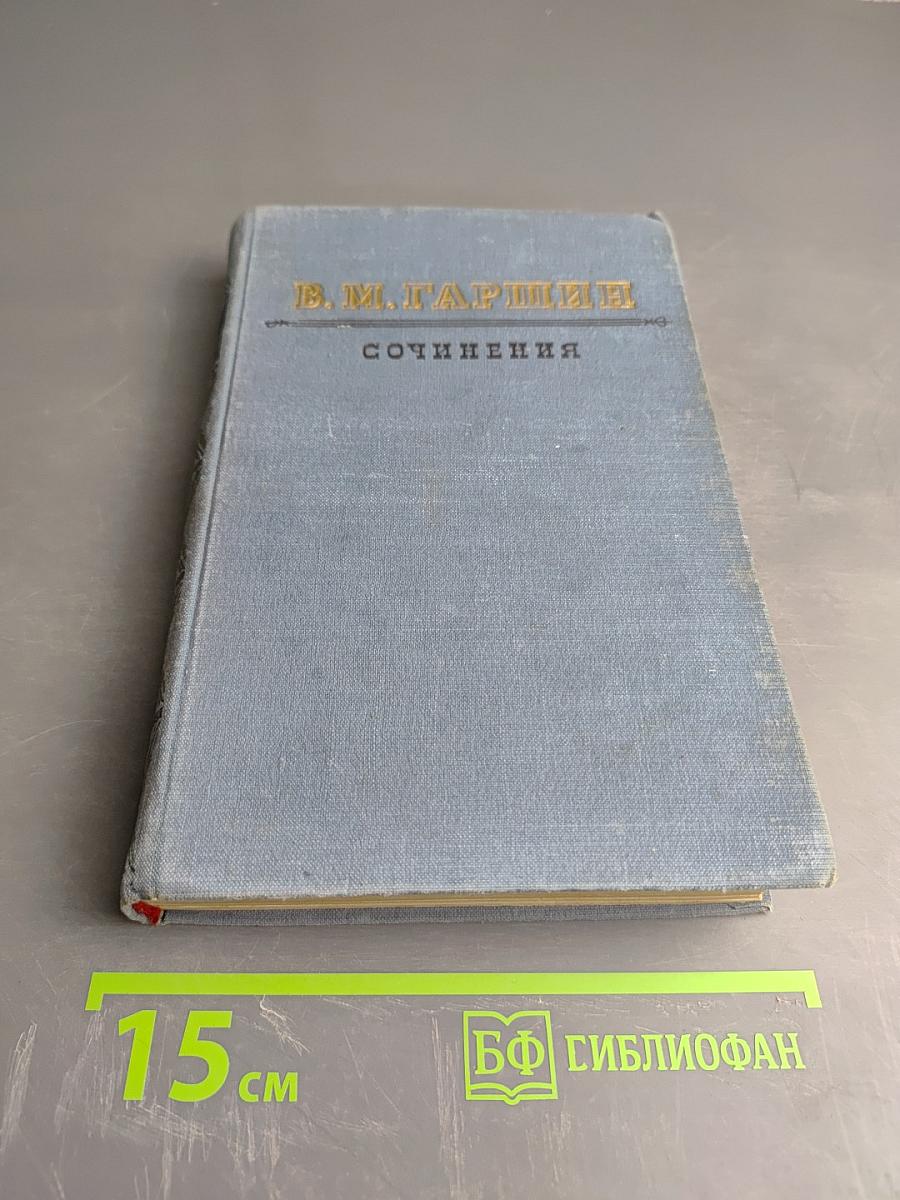 В. М. ГАРШИН
СОЧИНЕНИЯ
15 см
БФ БИБЛИОФАН